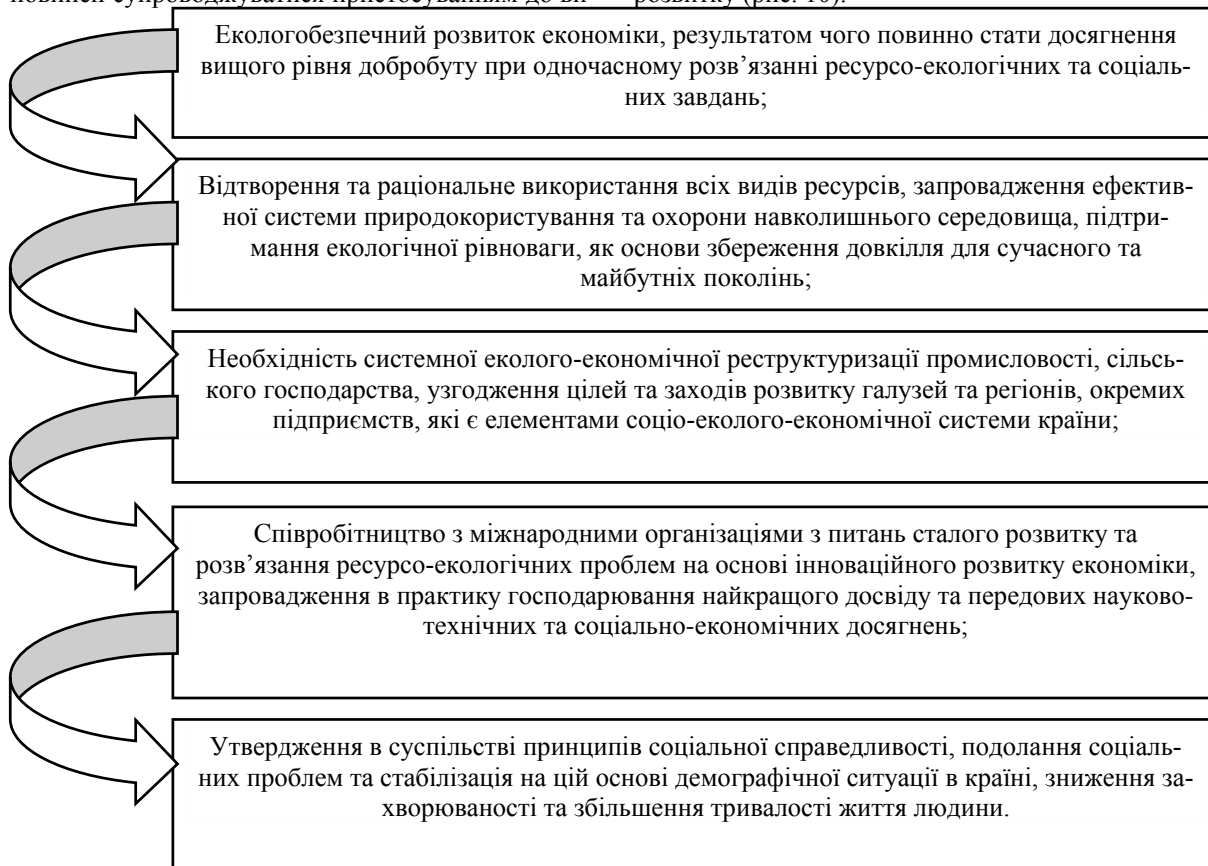 розвитку (рис. 10).
Екологобезпечний розвиток економіки, результатом чого повинно стати досягнення
вищого рівня добробуту при одночасному розв’язанні ресурсо-екологічних та соціаль-
них завдань;
Відтворення та раціональне використання всіх видів ресурсів, запровадження ефектив-
ної системи природокористування та охорони навколишнього середовища, підтри-
мання екологічної рівноваги, як основи збереження довкілля для сучасного та
майбутніх поколінь;
Необхідність системної еколого-економічної реструктуризації промисловості, сільсь-
кого господарства, узгодження цілей та заходів розвитку галузей та регіонів, окремих
підприємств, які є елементами соціо-еколого-економічної системи країни;
Співробітництво з міжнародними організаціями з питань сталого розвитку та
розв’язання ресурсо-екологічних проблем на основі інноваційного розвитку економіки,
запровадження в практику господарювання найкращого досвіду та передових науково-
технічних та соціально-економічних досягнень;
Утвердження в суспільстві принципів соціальної справедливості, подолання соціаль-
них проблем та стабілізація на цій основі демографічної ситуації в країні, зниження за-
хворюваності та збільшення тривалості життя людини.